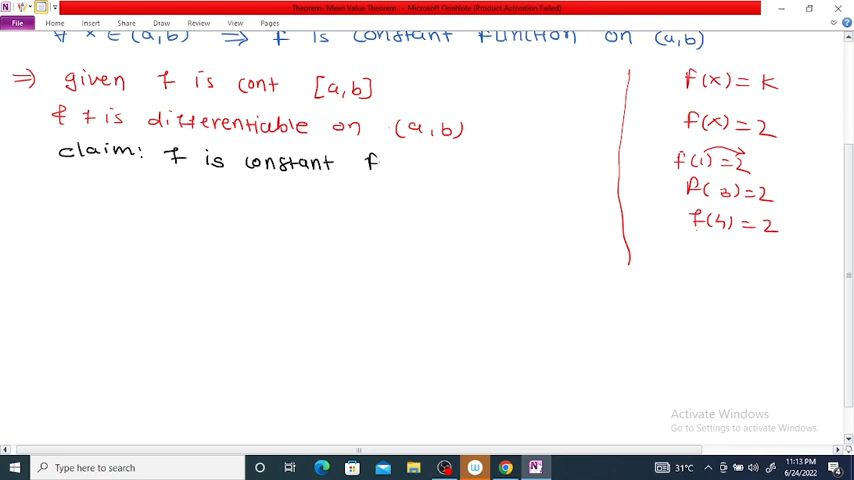 Theorem- Mean Value Theorem. - Microsoft OneNote (Product Activation Failed)
File Home Insert Share Draw Review View Pages
∀ x ∈ (a,b) ⟹ f is constant function on (a,b)
⇒ given f is cont [a,b]
& f is differentiable on (a,b)
claim: f is constant f
f(x) = K
f(x) = 2
f(1) = 2
f(3) = 2
f(4) = 2
Activate Windows
Go to Settings to activate Windows.
Type here to search
31°C
11:13 PM
6/24/2022
4